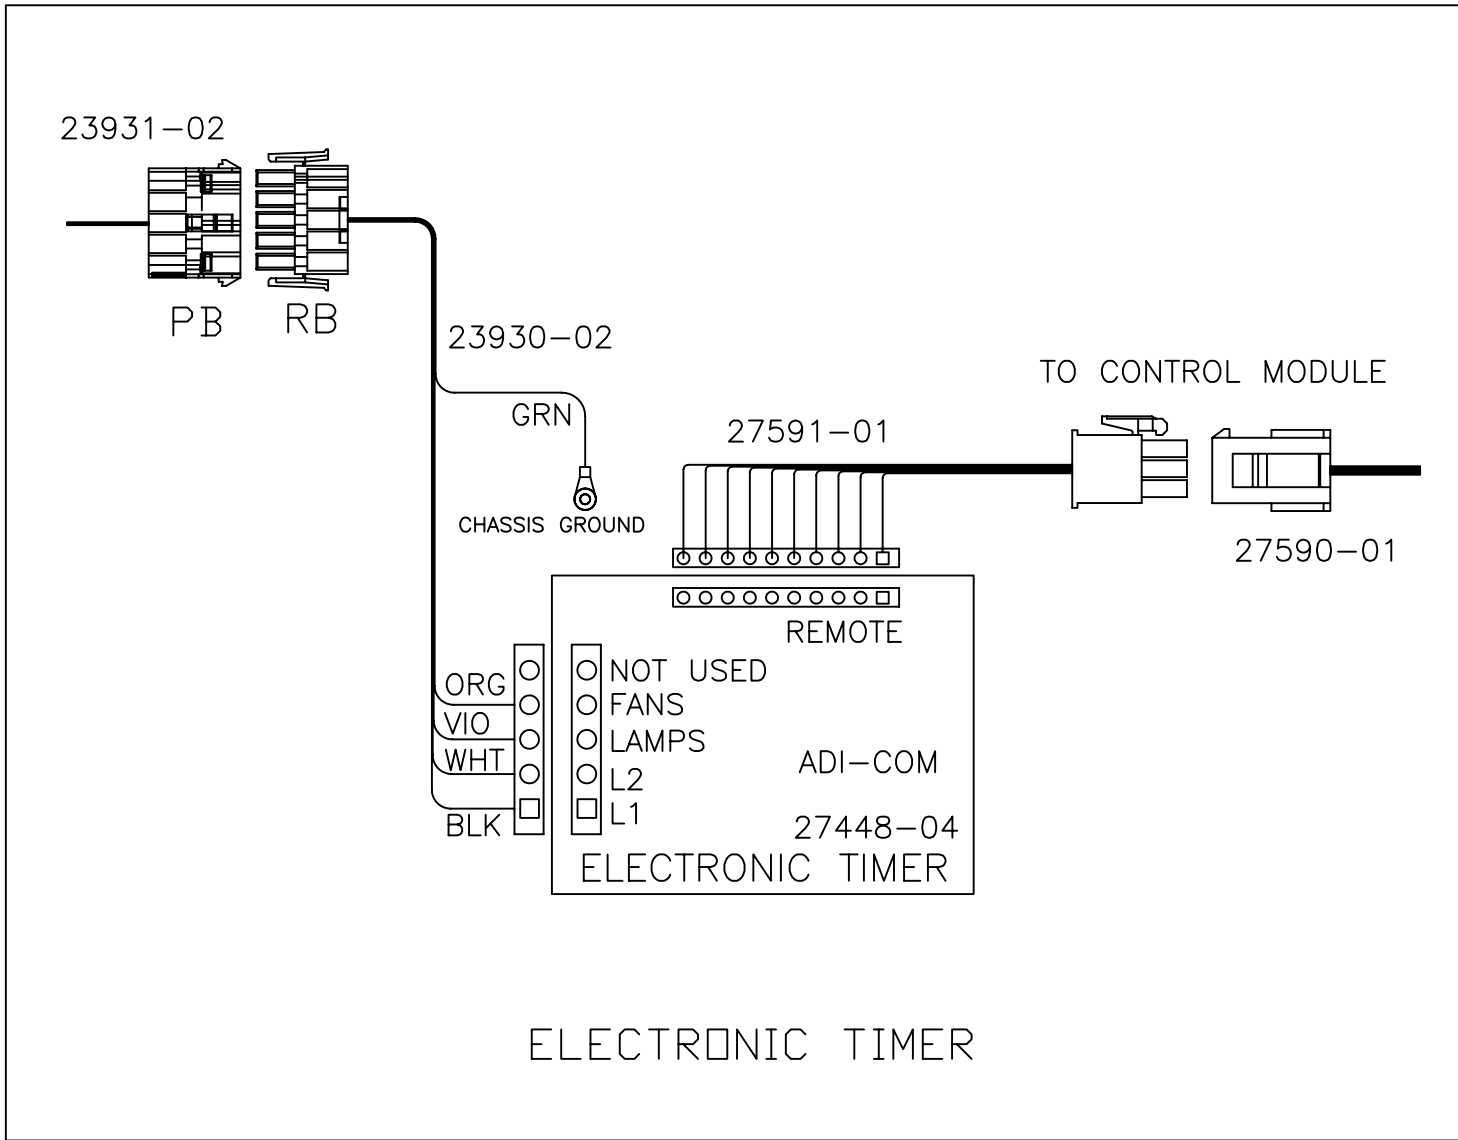 23931-02
PB
RB
23930-02
GRN
CHASSIS GROUND
27591-01
TO CONTROL MODULE
27590-01
REMOTE
ORG
VIO
WHT
BLK
NOT USED
FANS
LAMPS
L2
L1
ADI-COM
27448-04
ELECTRONIC TIMER
ELECTRONIC TIMER